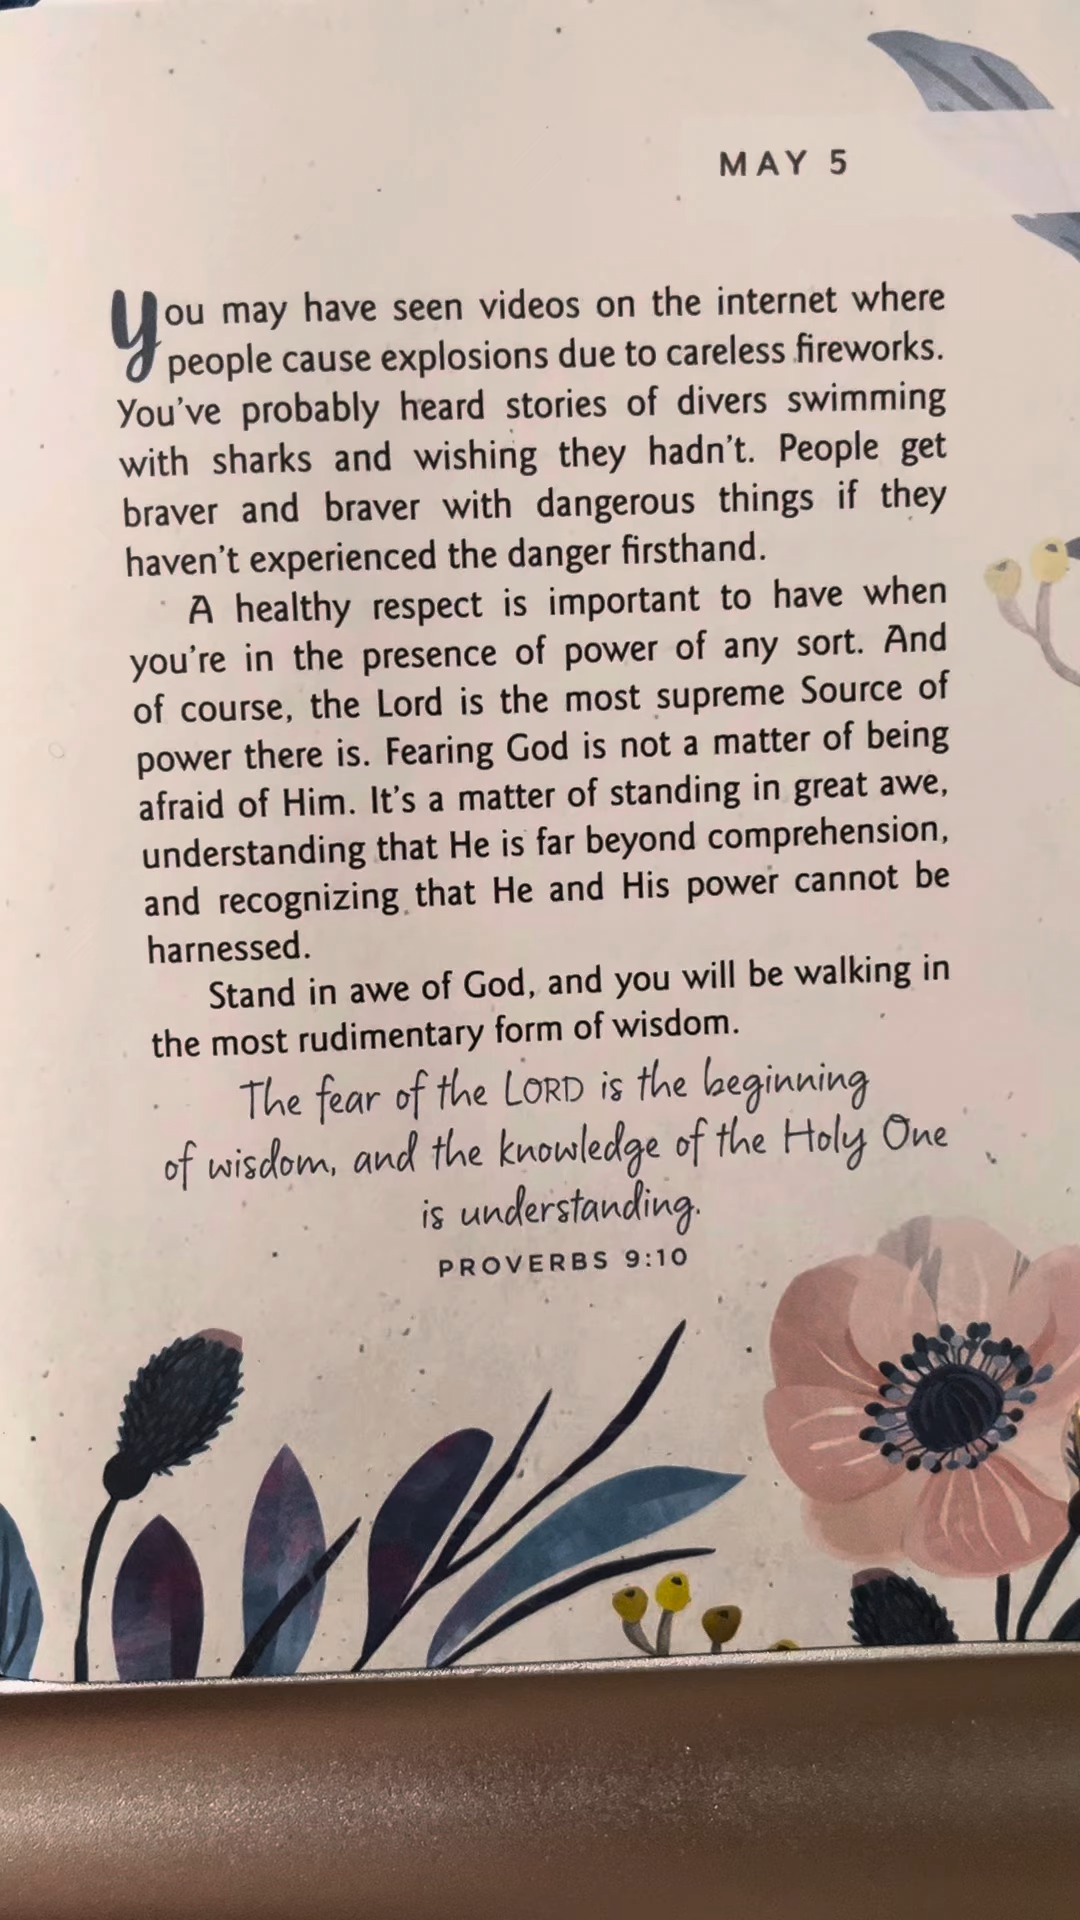 MAY 5
You may have seen videos on the internet where
people cause explosions due to careless fireworks.
You've probably heard stories of divers swimming
with sharks and wishing they hadn't. People get
braver and braver with dangerous things if they
haven't experienced the danger firsthand.
A healthy respect is important to have when
you're in the presence of power of any sort. And
of course, the Lord is the most supreme Source of
power there is. Fearing God is not a matter of being
afraid of Him. It's a matter of standing in great awe,
understanding that He is far beyond comprehension,
and recognizing that He and His power cannot be
harnessed.
Stand in awe of God, and you will be walking in
the most rudimentary form of wisdom.
The fear of the LORD is the beginning
of wisdom, and the knowledge of the Holy One
is understanding.
PROVERBS 9:10